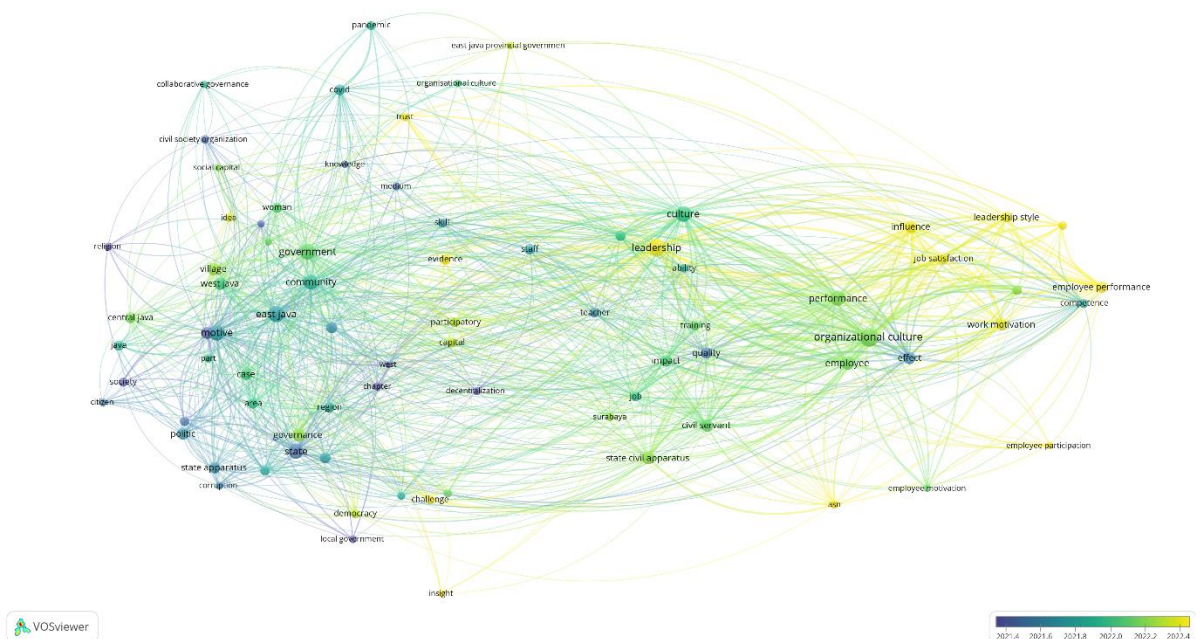 pandemic
east java provincial governmen
collaborative governance
covid
organisational culture
trust
civil society organization
social capital
knowledge
medium
woman
idea
skill
culture
religion
government
staff
leadership
influence
leadership style
village
evidence
ability
job satisfaction
west java
community
employee performance
performance
competence
central java
east java
teacher
participatory
training
work motivation
motive
capital
organizational culture
java
part
impact
quality
employee
effect
society
case
west
chapter
decentralization
citizen
area
region
job
surabaya
civil servant
politic
governance
state
state civil apparatus
employee participation
state apparatus
corruption
employee motivation
challenge
asn
democracy
local government
insight
VOSviewer
2021.4 2021.6 2021.8 2022.0 2022.2 2022.4